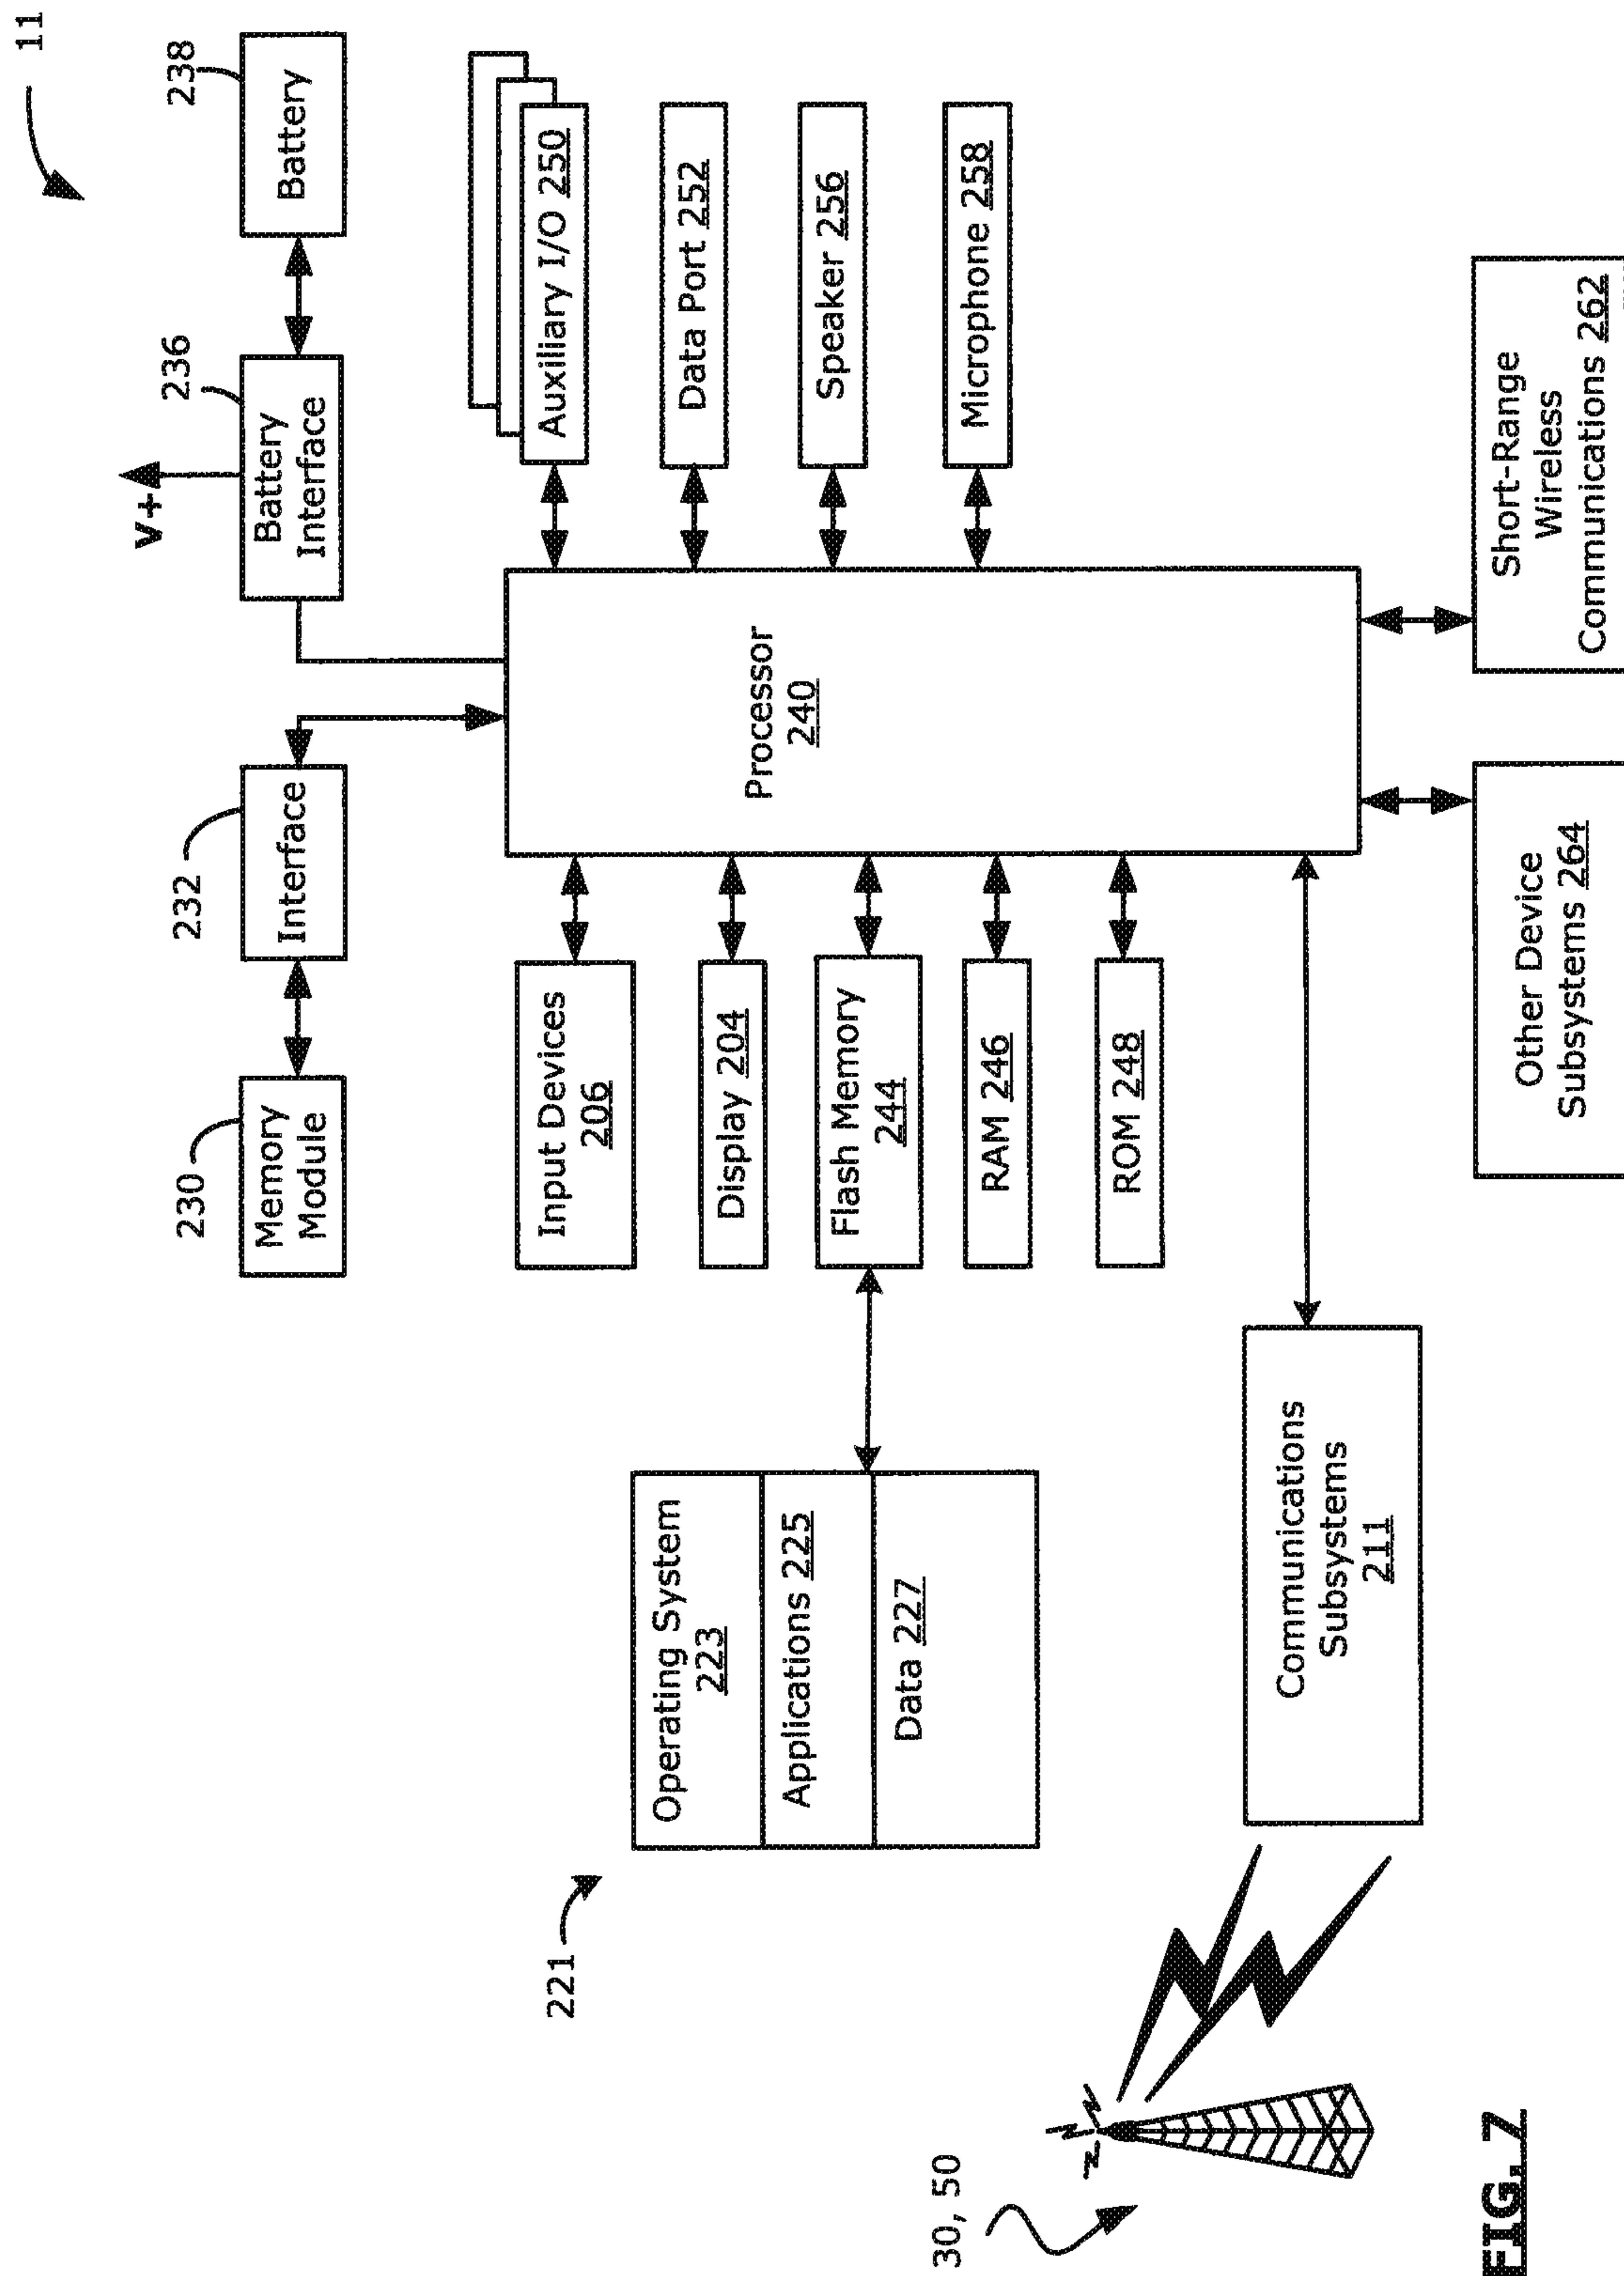 11
230
232
236
238
V+
Memory
Module
Interface
Battery
Interface
Battery
221
Operating System
223
Applications 225
Data 227
Input Devices
206
Display 204
Flash Memory
244
RAM 246
ROM 248
Processor
240
Auxiliary I/O 250
Data Port 252
Speaker 256
Microphone 258
30, 50
Communications
Subsystems
211
Other Device
Subsystems 264
Short-Range
Wireless
Communications 262
FIG. 7